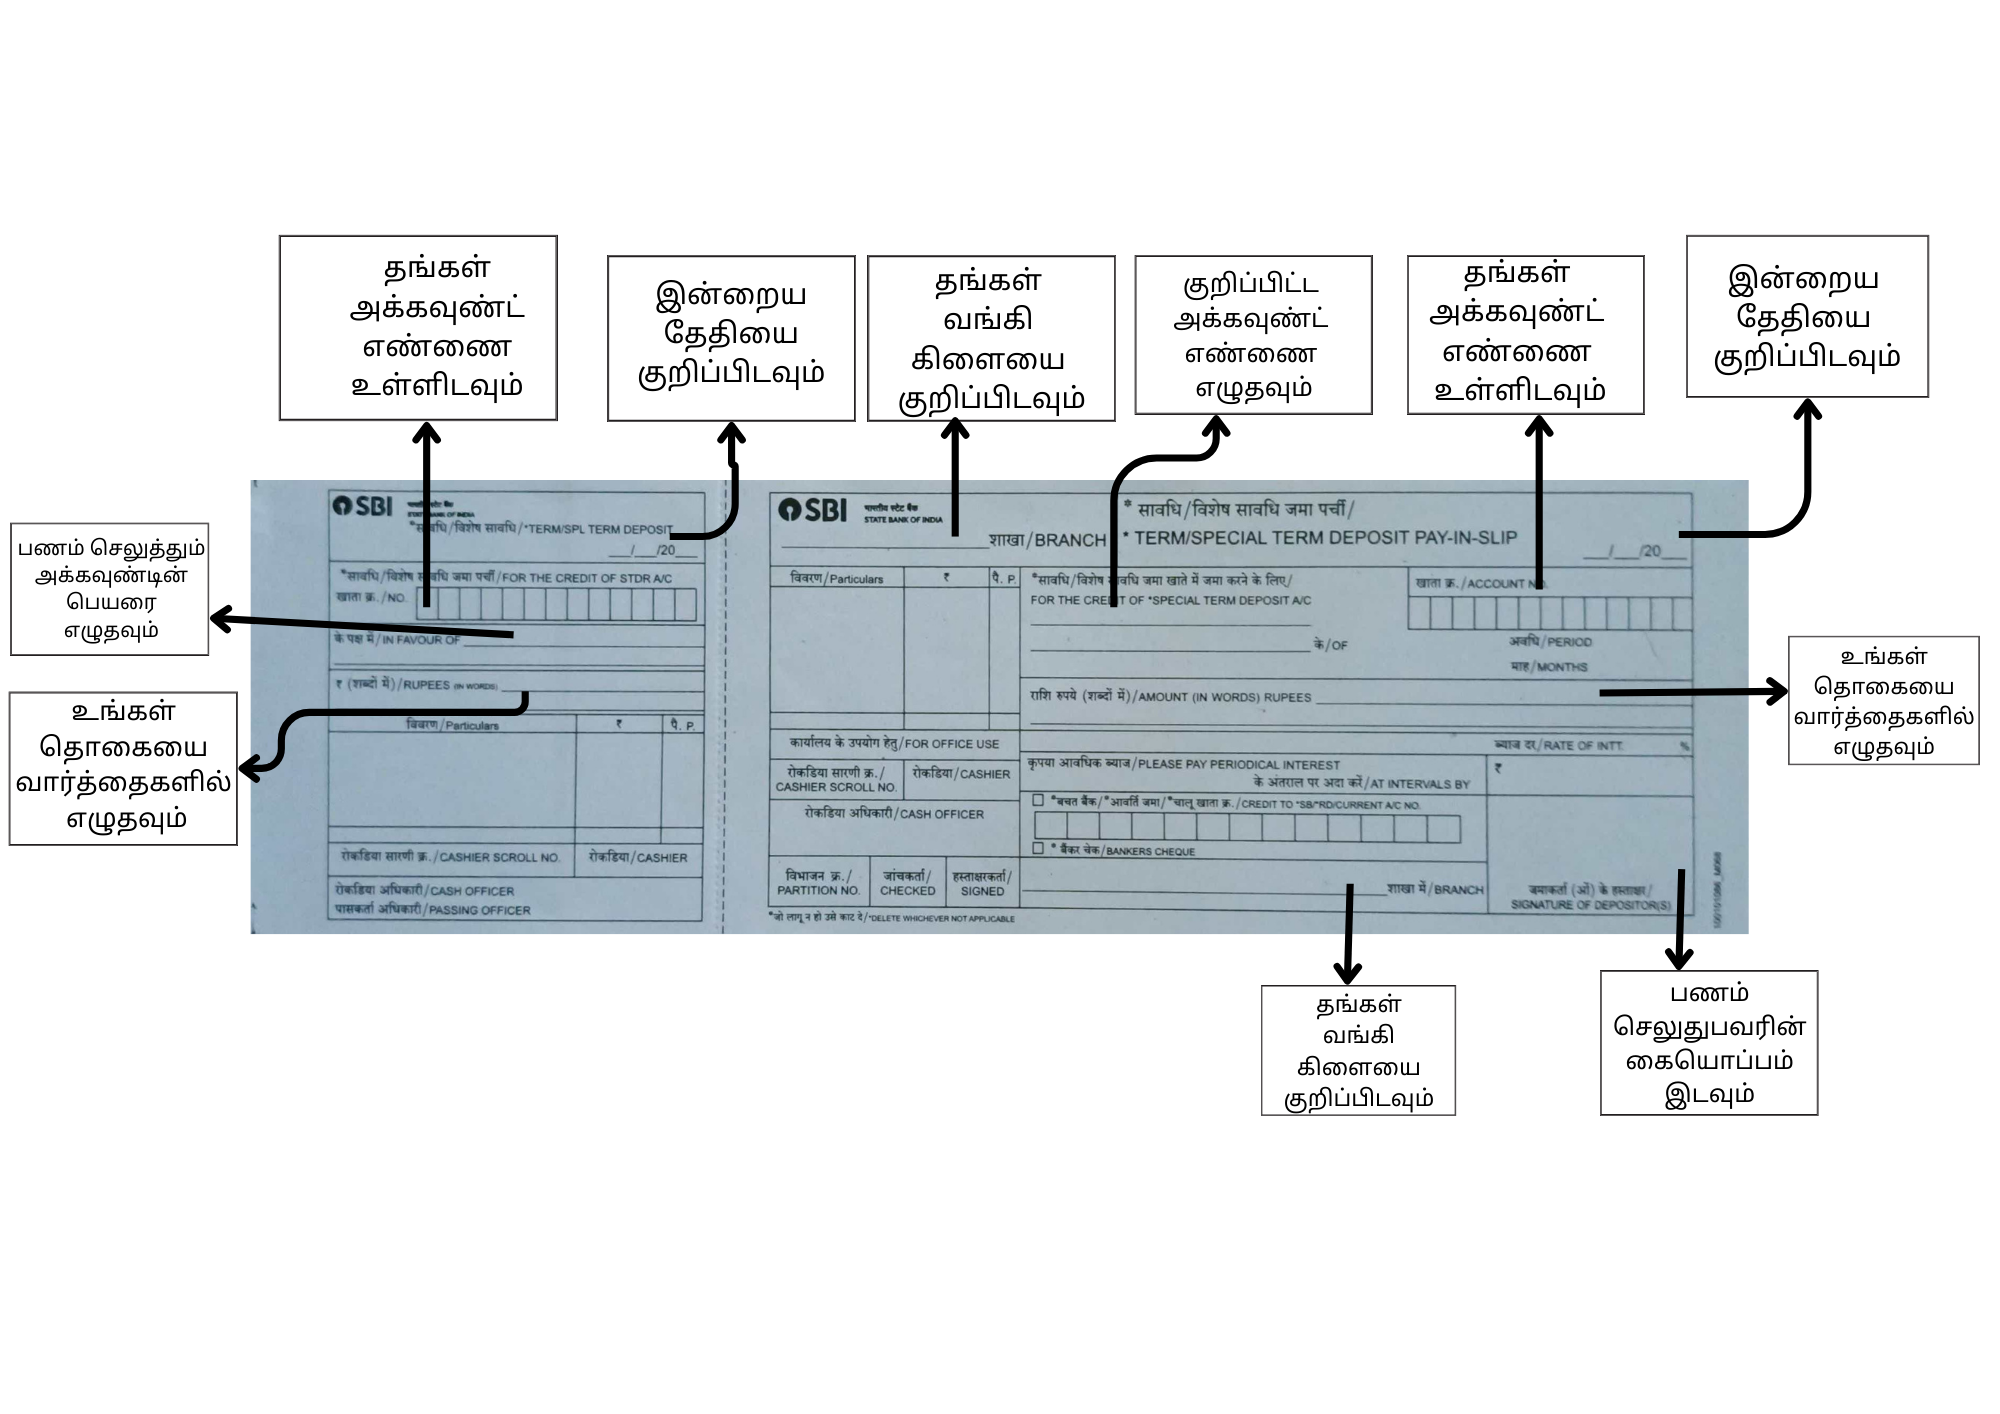 தங்கள்
அக்கவுண்ட்
எண்ணை
உள்ளிடவும்
இன்றைய
தேதியை
குறிப்பிடவும்
தங்கள்
வங்கி
கிளையை
குறிப்பிடவும்
குறிப்பிட்ட
அக்கவுண்ட்
எண்ணை
எழுதவும்
தங்கள்
அக்கவுண்ட்
எண்ணை
உள்ளிடவும்
இன்றைய
தேதியை
குறிப்பிடவும்
பணம் செலுத்தும்
அக்கவுண்டின்
பெயரை
எழுதவும்
உங்கள்
தொகையை
வார்த்தைகளில்
எழுதவும்
SBI भारतीय स्टेट बैंक
STATE BANK OF INDIA
*सावधि/विशेष सावधि/*TERM/SPL TERM DEPOSIT
___/___/20___
*सावधि/विशेष सावधि जमा पर्ची/FOR THE CREDIT OF STDR A/C
खाता क्र./NO.
के पक्ष में/IN FAVOUR OF
₹ (शब्दों में)/RUPEES (IN WORDS)
विवरण/Particulars ₹ पै. P.
रोकडिया सारणी क्र./CASHIER SCROLL NO. रोकडिया/CASHIER
रोकडिया अधिकारी/CASH OFFICER
पासकर्ता अधिकारी/PASSING OFFICER
SBI भारतीय स्टेट बैंक
STATE BANK OF INDIA
शाखा/BRANCH
* सावधि/विशेष सावधि जमा पर्ची/
* TERM/SPECIAL TERM DEPOSIT PAY-IN-SLIP
___/___/20___
विवरण/Particulars ₹ पै. P.
*सावधि/विशेष सावधि जमा खाते में जमा करने के लिए/
FOR THE CREDIT OF *SPECIAL TERM DEPOSIT A/C
के/OF
खाता क्र./ACCOUNT NO.
अवधि/PERIOD
माह/MONTHS
राशि रुपये (शब्दों में)/AMOUNT (IN WORDS) RUPEES
कार्यालय के उपयोग हेतु/FOR OFFICE USE
ब्याज दर/RATE OF INTT. %
रोकडिया सारणी क्र./
CASHIER SCROLL NO.
रोकडिया/CASHIER
कृपया आवधिक ब्याज/PLEASE PAY PERIODICAL INTEREST
के अंतराल पर अदा करें/AT INTERVALS BY
₹
रोकडिया अधिकारी/CASH OFFICER
*बचत बैंक/*आवर्ति जमा/*चालू खाता क्र./CREDIT TO *SB/*RD/CURRENT A/C NO.
* बैंकर चेक/BANKERS CHEQUE
विभाजन क्र./
PARTITION NO.
जांचकर्ता/
CHECKED
हस्ताक्षरकर्ता/
SIGNED
शाखा में/BRANCH
जमाकर्ता (ओं) के हस्ताक्षर/
SIGNATURE OF DEPOSITOR(S)
*जो लागू न हो उसे काट दे/*DELETE WHICHEVER NOT APPLICABLE
உங்கள்
தொகையை
வார்த்தைகளில்
எழுதவும்
தங்கள்
வங்கி
கிளையை
குறிப்பிடவும்
பணம்
செலுதுபவரின்
கையொப்பம்
இடவும்